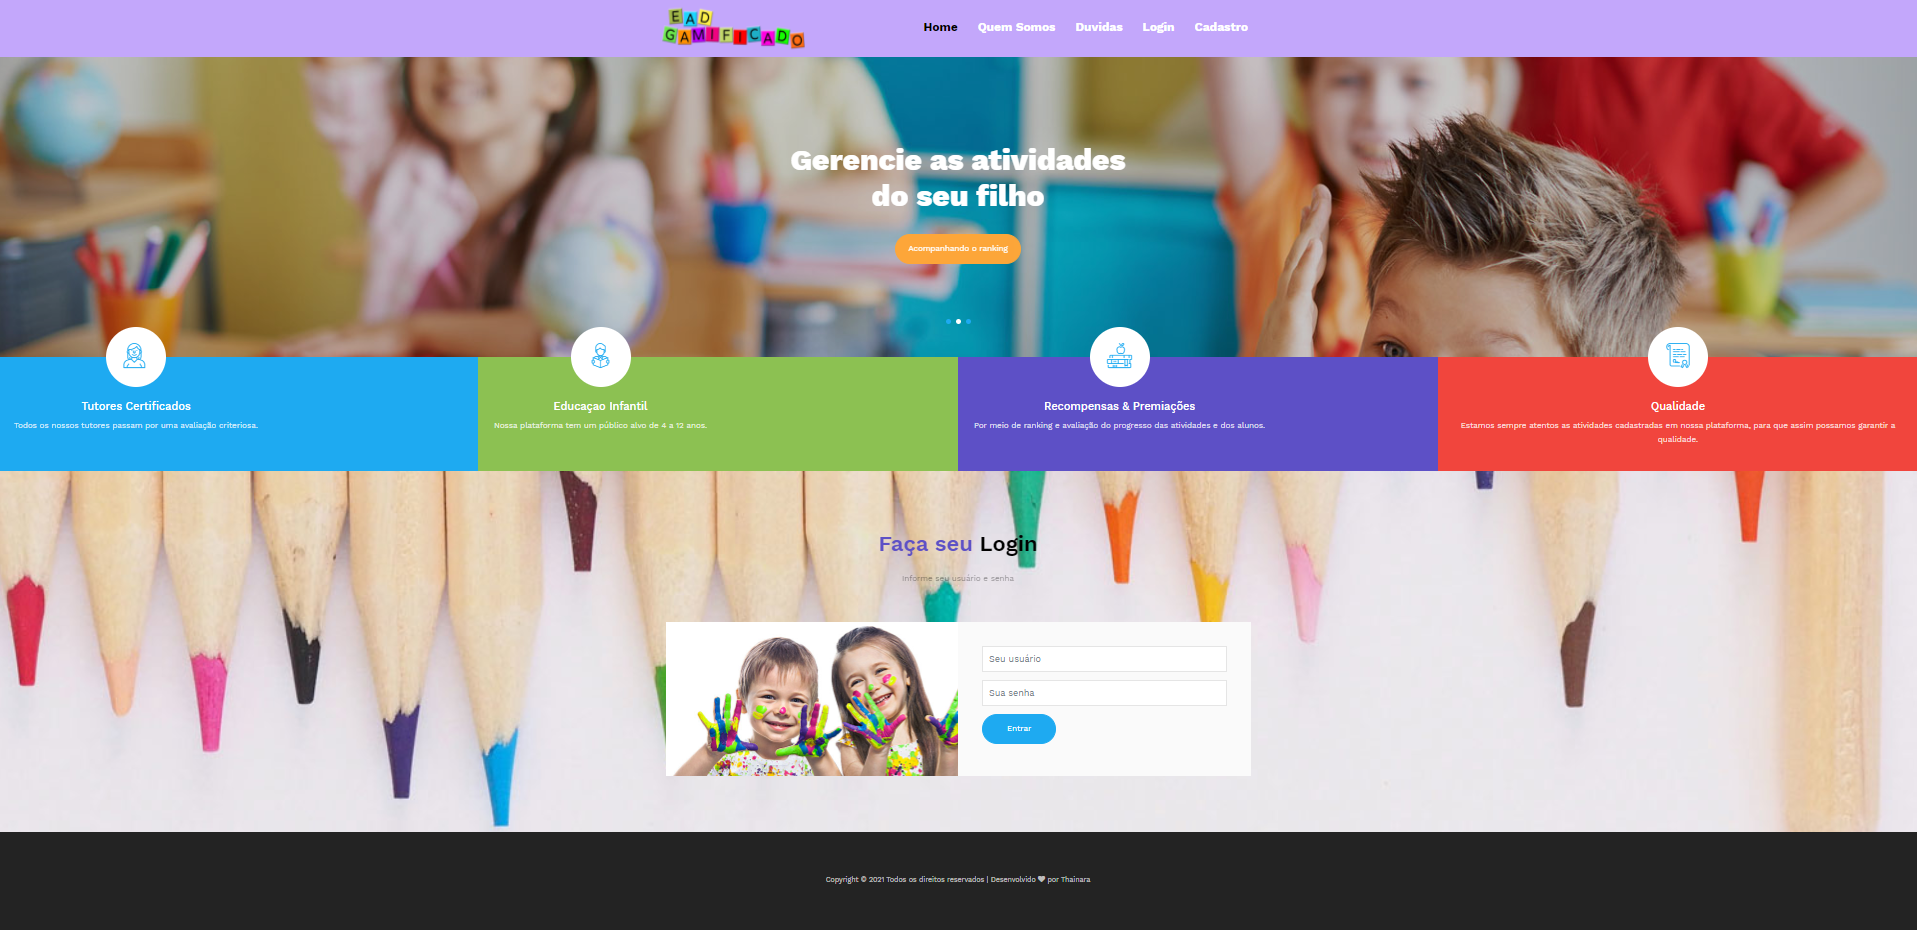 EAD
GAMIFICADO
Home Quem Somos Duvidas Login Cadastro
Gerencie as atividades
do seu filho
Acompanhando o ranking
Tutores Certificados
Todos os nossos tutores passam por uma avaliação criteriosa.
Educaçao Infantil
Nossa plataforma tem um público alvo de 4 a 12 anos.
Recompensas & Premiações
Por meio de ranking e avaliação do progresso das atividades e dos alunos.
Qualidade
Estamos sempre atentos as atividades cadastradas em nossa plataforma, para que assim possamos garantir a
qualidade.
Faça seu Login
Informe seu usuário e senha
Seu usuário
Sua senha
Entrar
Copyright © 2021 Todos os direitos reservados | Desenvolvido ♥ por Thainara